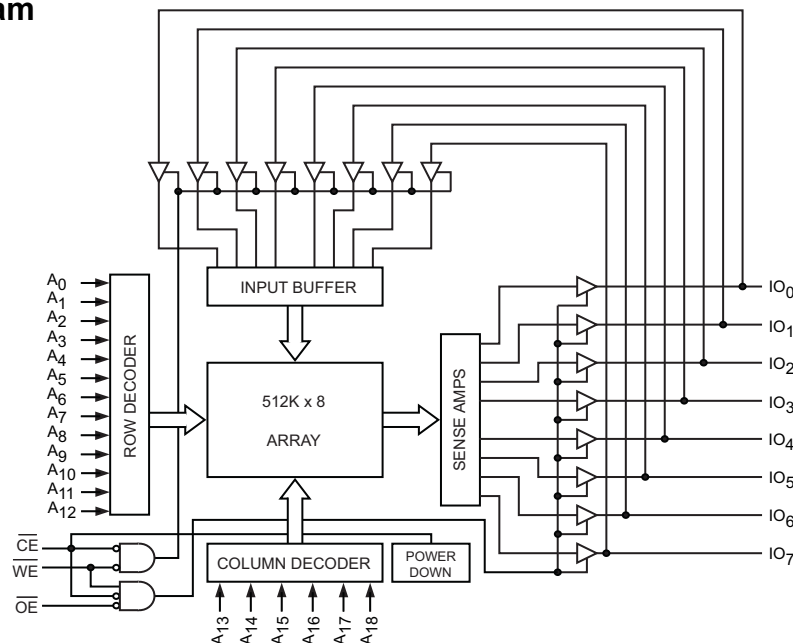 am
INPUT BUFFER
A0
A1
A2
A3
A4
A5
A6
A7
A8
A9
A10
A11
A12
ROW DECODER
512K x 8
ARRAY
SENSE AMPS
IO0
IO1
IO2
IO3
IO4
IO5
IO6
IO7
CE
WE
OE
COLUMN DECODER
POWER
DOWN
A13
A14
A15
A16
A17
A18